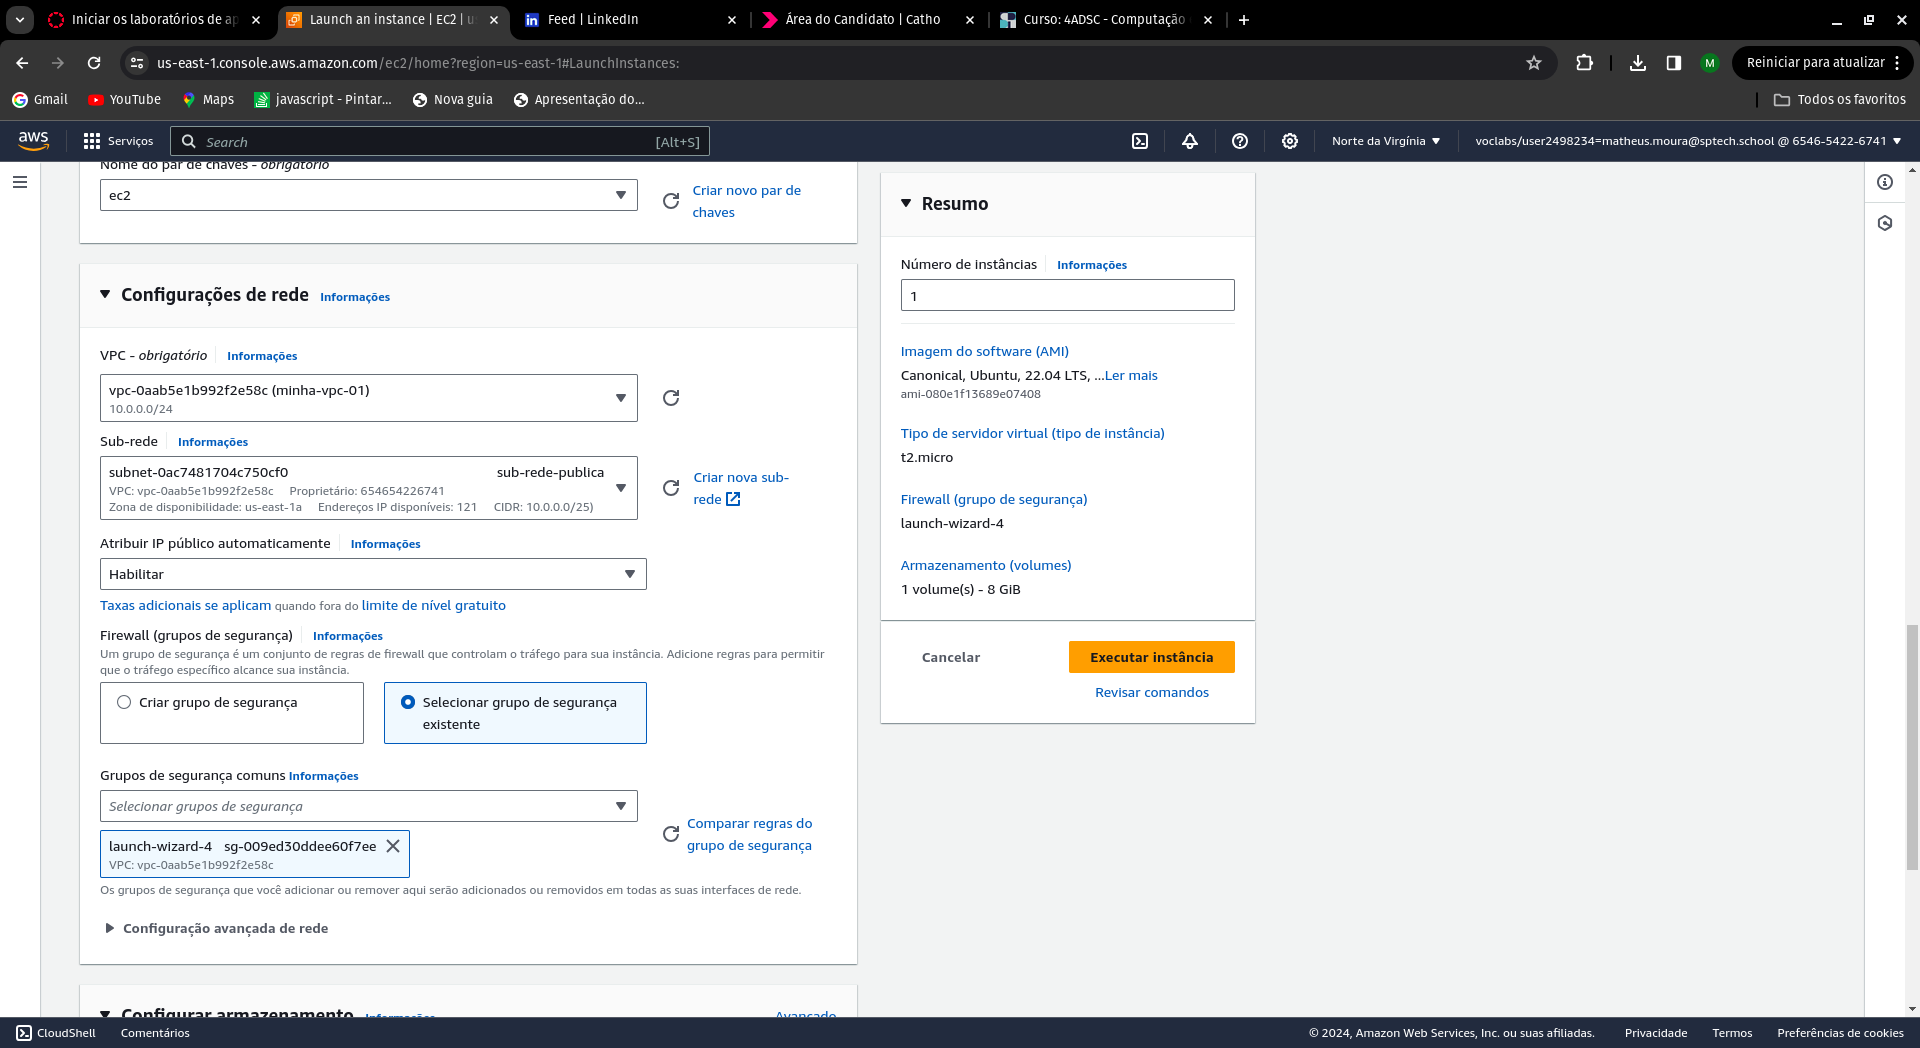 Iniciar os laboratórios de ap
Launch an instance | EC2 | us
Feed | LinkedIn
Área do Candidato | Catho
Curso: 4ADSC - Computação
us-east-1.console.aws.amazon.com/ec2/home?region=us-east-1#LaunchInstances:
M
Reiniciar para atualizar
Gmail
YouTube
Maps
javascript - Pintar...
Nova guia
Apresentação do...
Todos os favoritos
aws
Serviços
Search
[Alt+S]
Norte da Virgínia
voclabs/user2498234=matheus.moura@sptech.school @ 6546-5422-6741
Nome do par de chaves - obrigatório
ec2
Criar novo par de
chaves
Configurações de rede Informações
VPC - obrigatório Informações
vpc-0aab5e1b992f2e58c (minha-vpc-01)
10.0.0.0/24
Sub-rede Informações
subnet-0ac7481704c750cf0 sub-rede-publica
VPC: vpc-0aab5e1b992f2e58c Proprietário: 654654226741
Zona de disponibilidade: us-east-1a Endereços IP disponíveis: 121 CIDR: 10.0.0.0/25)
Criar nova sub-
rede
Atribuir IP público automaticamente Informações
Habilitar
Taxas adicionais se aplicam quando fora do limite de nível gratuito
Firewall (grupos de segurança) Informações
Um grupo de segurança é um conjunto de regras de firewall que controlam o tráfego para sua instância. Adicione regras para permitir
que o tráfego específico alcance sua instância.
Criar grupo de segurança
Selecionar grupo de segurança
existente
Grupos de segurança comuns Informações
Selecionar grupos de segurança
launch-wizard-4 sg-009ed30ddee60f7ee
VPC: vpc-0aab5e1b992f2e58c
Comparar regras do
grupo de segurança
Os grupos de segurança que você adicionar ou remover aqui serão adicionados ou removidos em todas as suas interfaces de rede.
Configuração avançada de rede
Configurar armazenamento Informações Avançado
Resumo
Número de instâncias Informações
1
Imagem do software (AMI)
Canonical, Ubuntu, 22.04 LTS, ...Ler mais
ami-080e1f13689e07408
Tipo de servidor virtual (tipo de instância)
t2.micro
Firewall (grupo de segurança)
launch-wizard-4
Armazenamento (volumes)
1 volume(s) - 8 GiB
Cancelar
Executar instância
Revisar comandos
CloudShell
Comentários
© 2024, Amazon Web Services, Inc. ou suas afiliadas.
Privacidade
Termos
Preferências de cookies